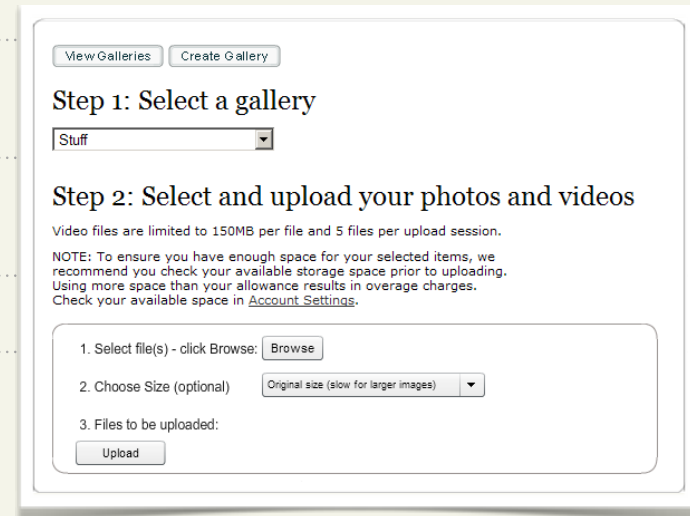 View Galleries Create Gallery
Step 1: Select a gallery
Stuff
Step 2: Select and upload your photos and videos
Video files are limited to 150MB per file and 5 files per upload session.
NOTE: To ensure you have enough space for your selected items, we
recommend you check your available storage space prior to uploading.
Using more space than your allowance results in overage charges.
Check your available space in Account Settings.
1. Select file(s) - click Browse: Browse
2. Choose Size (optional) Original size (slow for larger images)
3. Files to be uploaded:
Upload